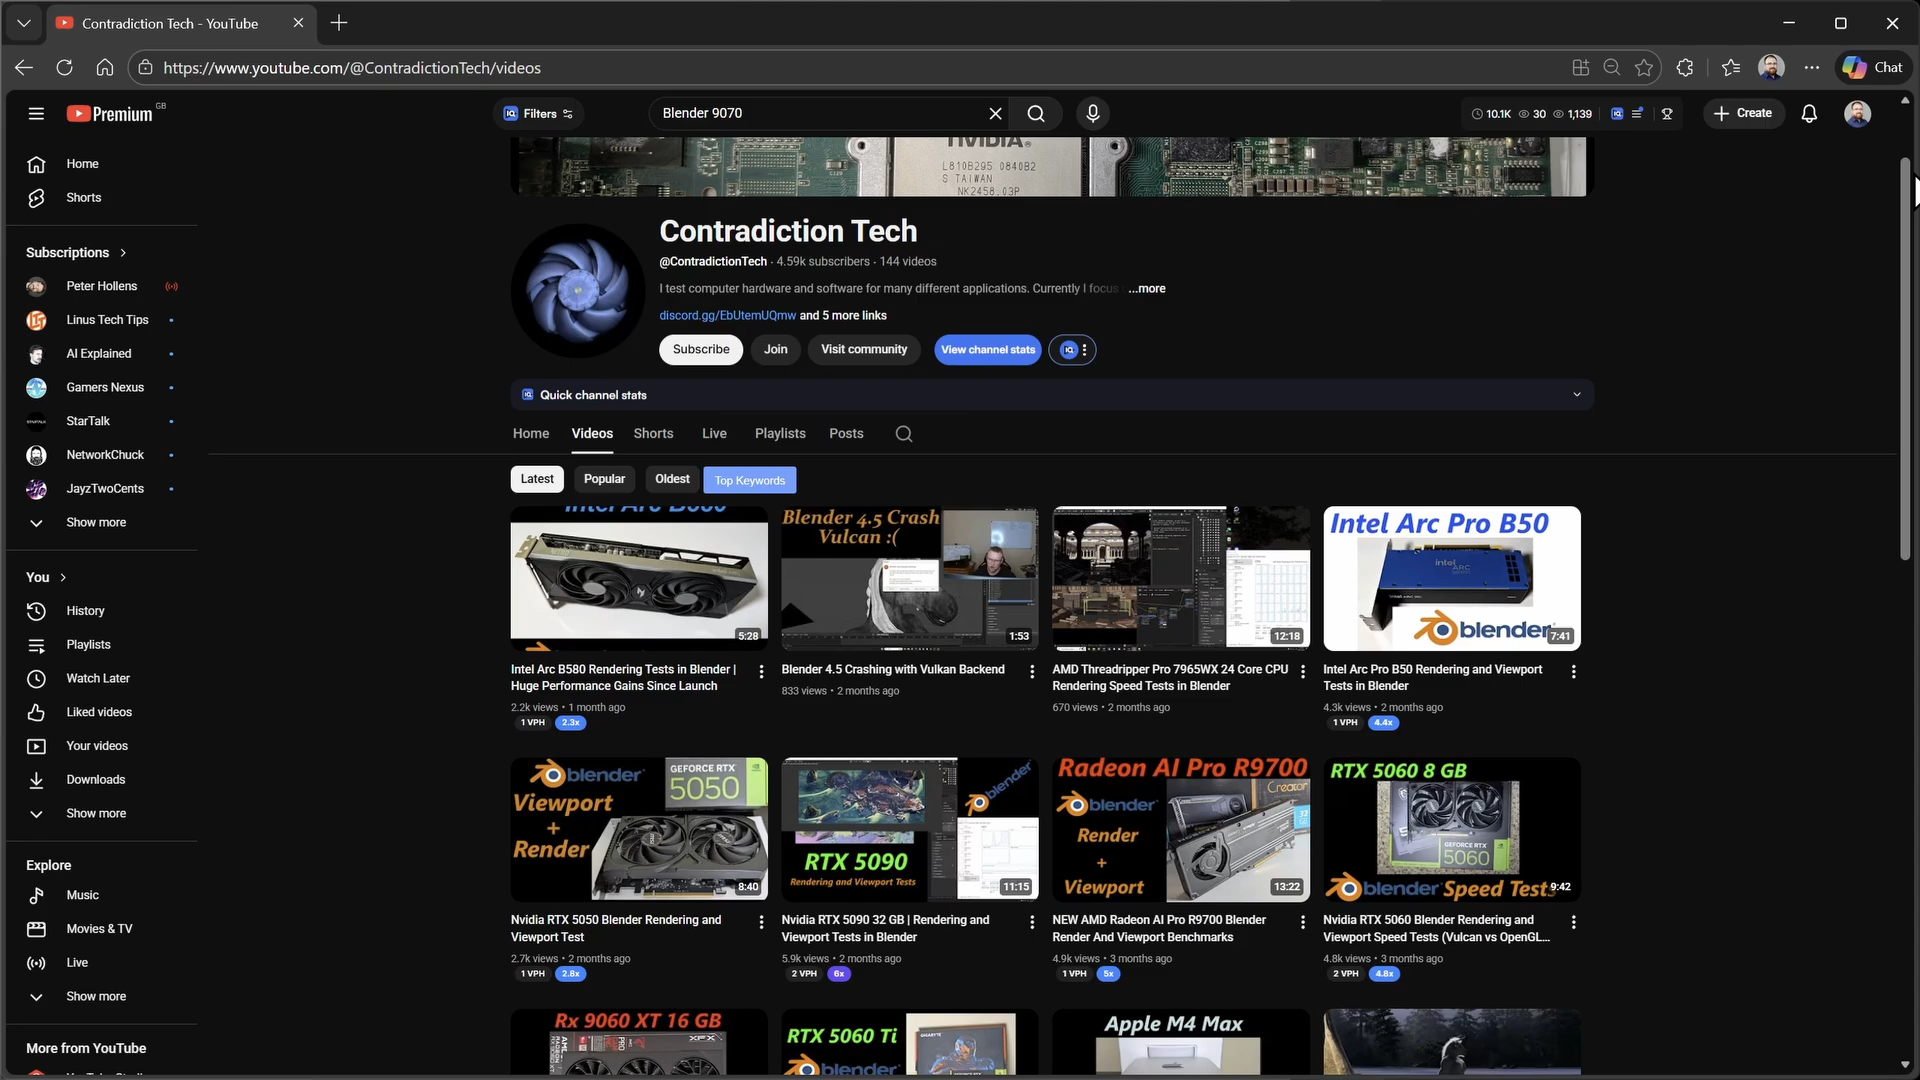 Contradiction Tech - YouTube
https://www.youtube.com/@ContradictionTech/videos
Chat
Premium GB
Filters
Blender 9070
10.1K 30 1,139
Create
Home
Shorts
Subscriptions
Peter Hollens
Linus Tech Tips
AI Explained
Gamers Nexus
StarTalk
NetworkChuck
JayzTwoCents
Show more
You
History
Playlists
Watch Later
Liked videos
Your videos
Downloads
Show more
Explore
Music
Movies & TV
Live
Show more
More from YouTube
NVIDIA
L810B295 0840B2
S TAIWAN
NK2458.03P
Contradiction Tech
@ContradictionTech · 4.59k subscribers · 144 videos
I test computer hardware and software for many different applications. Currently I focus ...more
discord.gg/EbUtemUQmw and 5 more links
Subscribe
Join
Visit community
View channel stats
Quick channel stats
Home
Videos
Shorts
Live
Playlists
Posts
Latest
Popular
Oldest
Top Keywords
Intel Arc B580
5:28
Intel Arc B580 Rendering Tests in Blender |
Huge Performance Gains Since Launch
2.2k views • 1 month ago
1 VPH 2.3x
Blender 4.5 Crash
Vulcan :(
1:53
Blender 4.5 Crashing with Vulkan Backend
833 views • 2 months ago
12:18
AMD Threadripper Pro 7965WX 24 Core CPU
Rendering Speed Tests in Blender
670 views • 2 months ago
Intel Arc Pro B50
intel
ARC
blender
7:41
Intel Arc Pro B50 Rendering and Viewport
Tests in Blender
4.3k views • 2 months ago
1 VPH 4.4x
blender
Viewport
+
Render
GEFORCE RTX
5050
8:40
Nvidia RTX 5050 Blender Rendering and
Viewport Test
2.7k views • 2 months ago
1 VPH 2.8x
blender
RTX 5090
Rendering and Viewport Tests
11:15
Nvidia RTX 5090 32 GB | Rendering and
Viewport Tests in Blender
5.9k views • 2 months ago
2 VPH 6x
Radeon AI Pro R9700
blender
Render
+
Viewport
Creator
32
13:22
NEW AMD Radeon AI Pro R9700 Blender
Render And Viewport Benchmarks
4.9k views • 3 months ago
1 VPH 5x
RTX 5060 8 GB
GEFORCE RTX
5060
blender Speed Tests
9:42
Nvidia RTX 5060 Blender Rendering and
Viewport Speed Tests (Vulcan vs OpenGL...
4.8k views • 3 months ago
2 VPH 4.8x
Rx 9060 XT 16 GB
XFX
RTX 5060 Ti
blender
GIGABYTE
Apple M4 Max